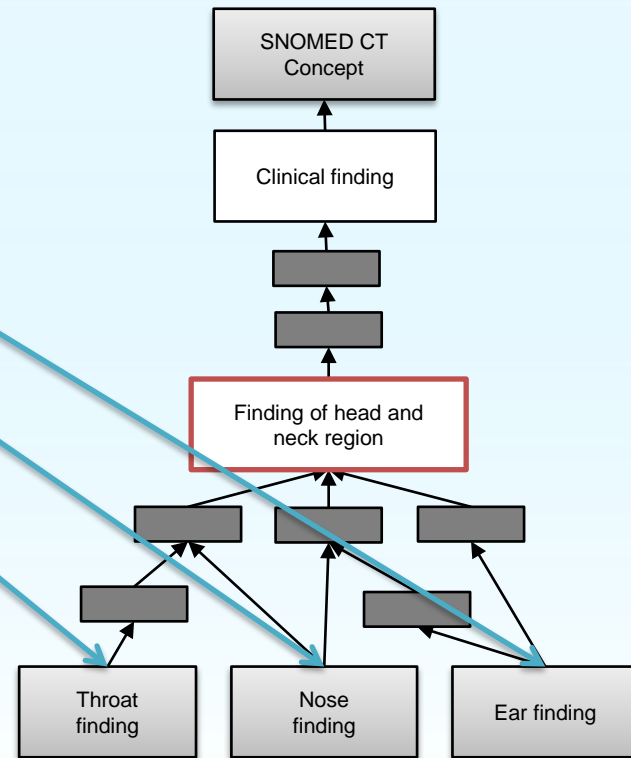 SNOMED CT
Concept
Clinical finding
Finding of head and
neck region
Throat
finding
Nose
finding
Ear finding